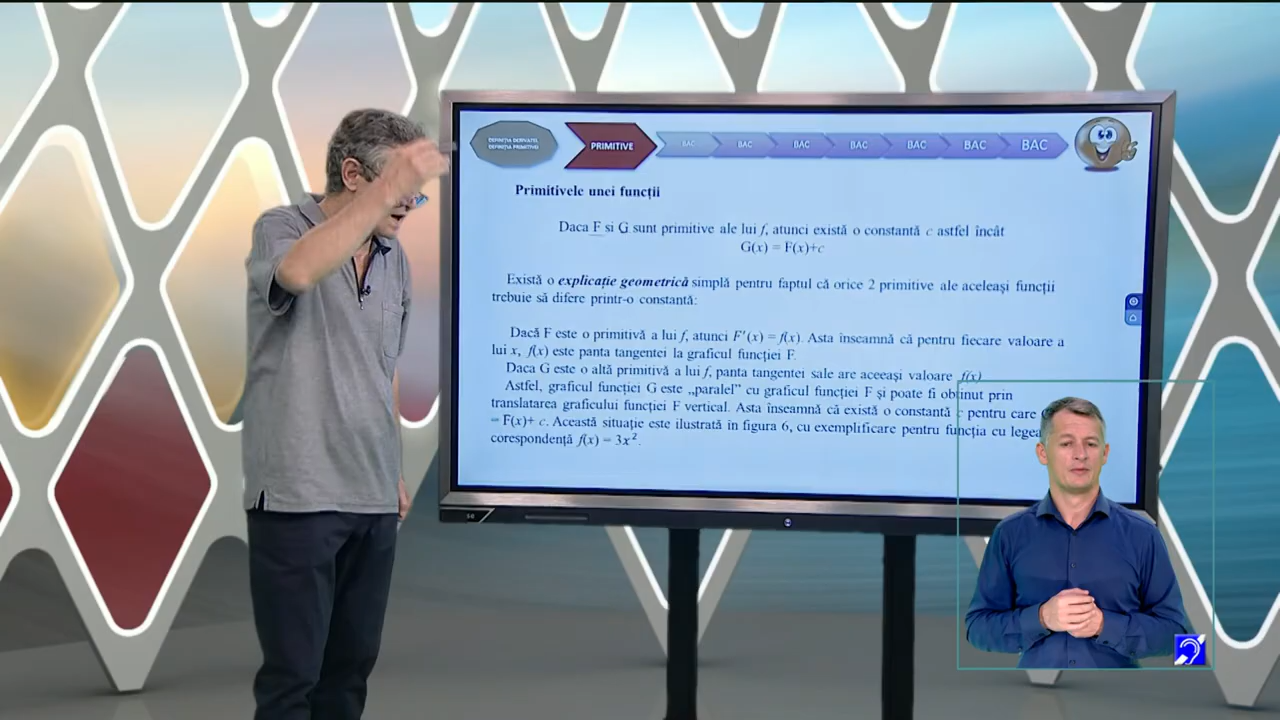 DEFINIȚIA DERIVATEI,
DEFINIȚIA PRIMITIVEI
PRIMITIVE
BAC
BAC
BAC
BAC
BAC
BAC
BAC
Primitivele unei funcții
Daca F si G sunt primitive ale lui f, atunci există o constantă c astfel încât
G(x) = F(x)+c
Există o explicație geometrică simplă pentru faptul că orice 2 primitive ale aceleași funcții
trebuie să difere printr-o constantă:
Dacă F este o primitivă a lui f, atunci F'(x) = f(x). Asta înseamnă că pentru fiecare valoare a
lui x, f(x) este panta tangentei la graficul funcției F.
Daca G este o altă primitivă a lui f, panta tangentei sale are aceeași valoare f(x)
Astfel, graficul funcției G este „paralel” cu graficul funcției F și poate fi obținut prin
translatarea graficului funcției F vertical. Asta înseamnă că există o constantă c pentru care
= F(x)+ c. Această situație este ilustrată in figura 6, cu exemplificare pentru funcția cu legea
corespondență f(x) = 3x².